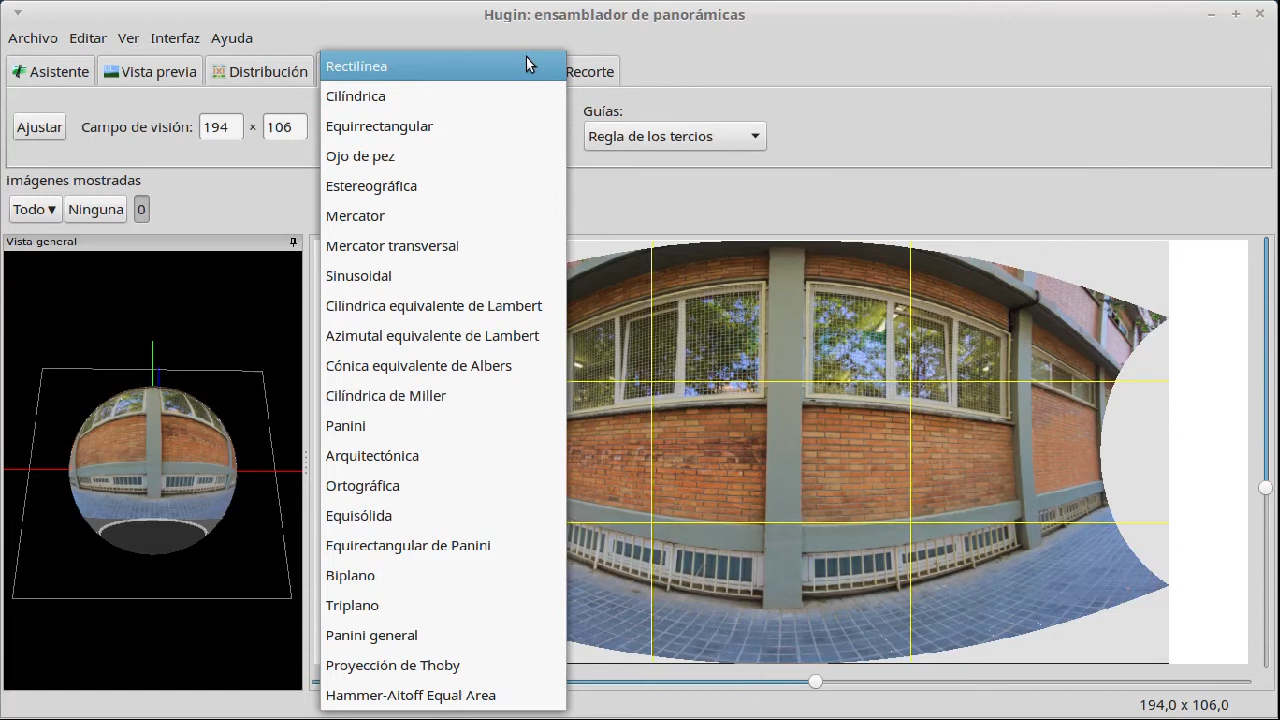 Hugin: ensamblador de panorámicas
Archivo Editar Ver Interfaz Ayuda
Asistente Vista previa Distribución Recorte
Ajustar Campo de visión: 194 x 106
Guías:
Regla de los tercios
imágenes mostradas
Todo Ninguna 0
Vista general
Rectilínea
Cilíndrica
Equirrectangular
Ojo de pez
Estereográfica
Mercator
Mercator transversal
Sinusoidal
Cilíndrica equivalente de Lambert
Azimutal equivalente de Lambert
Cónica equivalente de Albers
Cilíndrica de Miller
Panini
Arquitectónica
Ortográfica
Equisólida
Equirectangular de Panini
Biplano
Triplano
Panini general
Proyección de Thoby
Hammer-Aitoff Equal Area
194,0 x 106,0